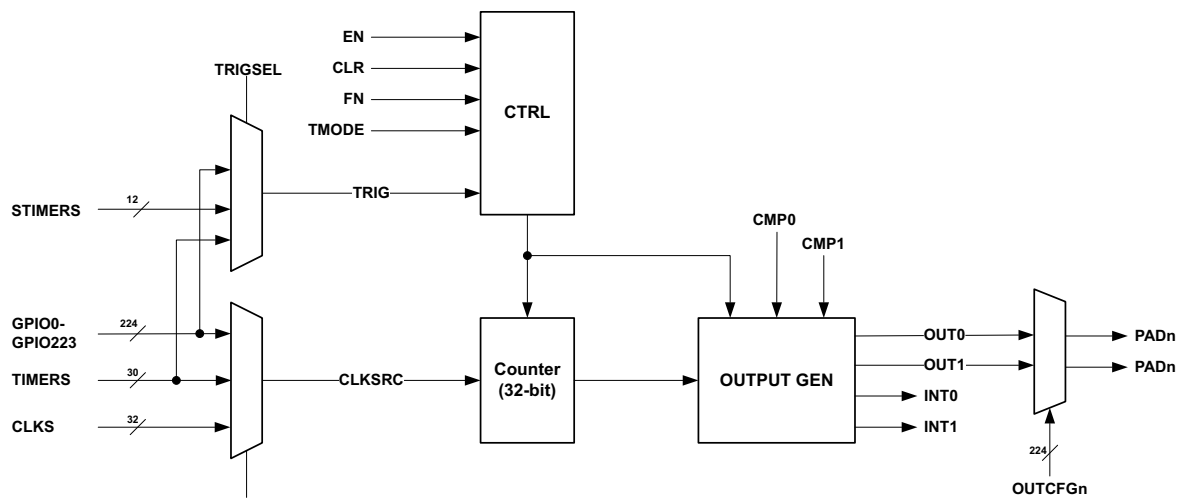 EN
CLR
FN
TMODE
CTRL
TRIGSEL
TRIG
STIMERS
12
CMP0
CMP1
GPIO0-
GPIO223
224
TIMERS
30
CLKS
32
CLKSRC
Counter
(32-bit)
OUTPUT GEN
OUT0
OUT1
INT0
INT1
PADn
PADn
224
OUTCFGn